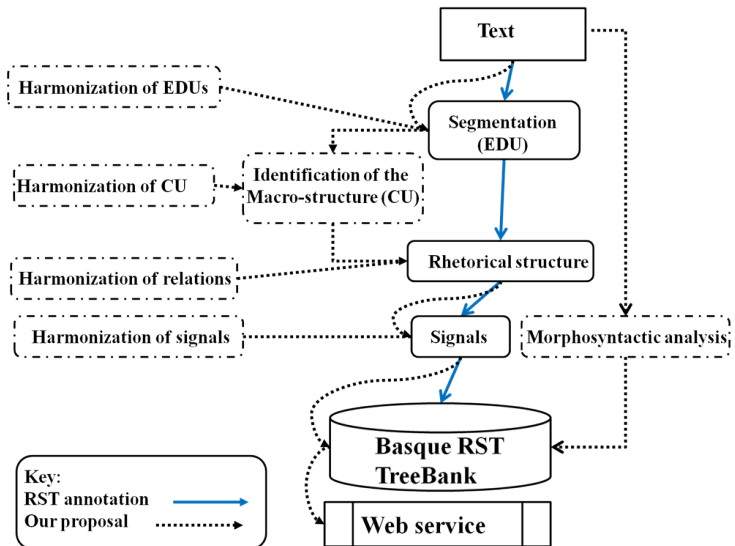 Text
Harmonization of EDUs
Segmentation
(EDU)
Harmonization of CU
Identification of the
Macro-structure (CU)
Rhetorical structure
Harmonization of relations
Harmonization of signals
Signals
Morphosyntactic analysis
Basque RST
TreeBank
Key:
RST annotation
Our proposal
Web service